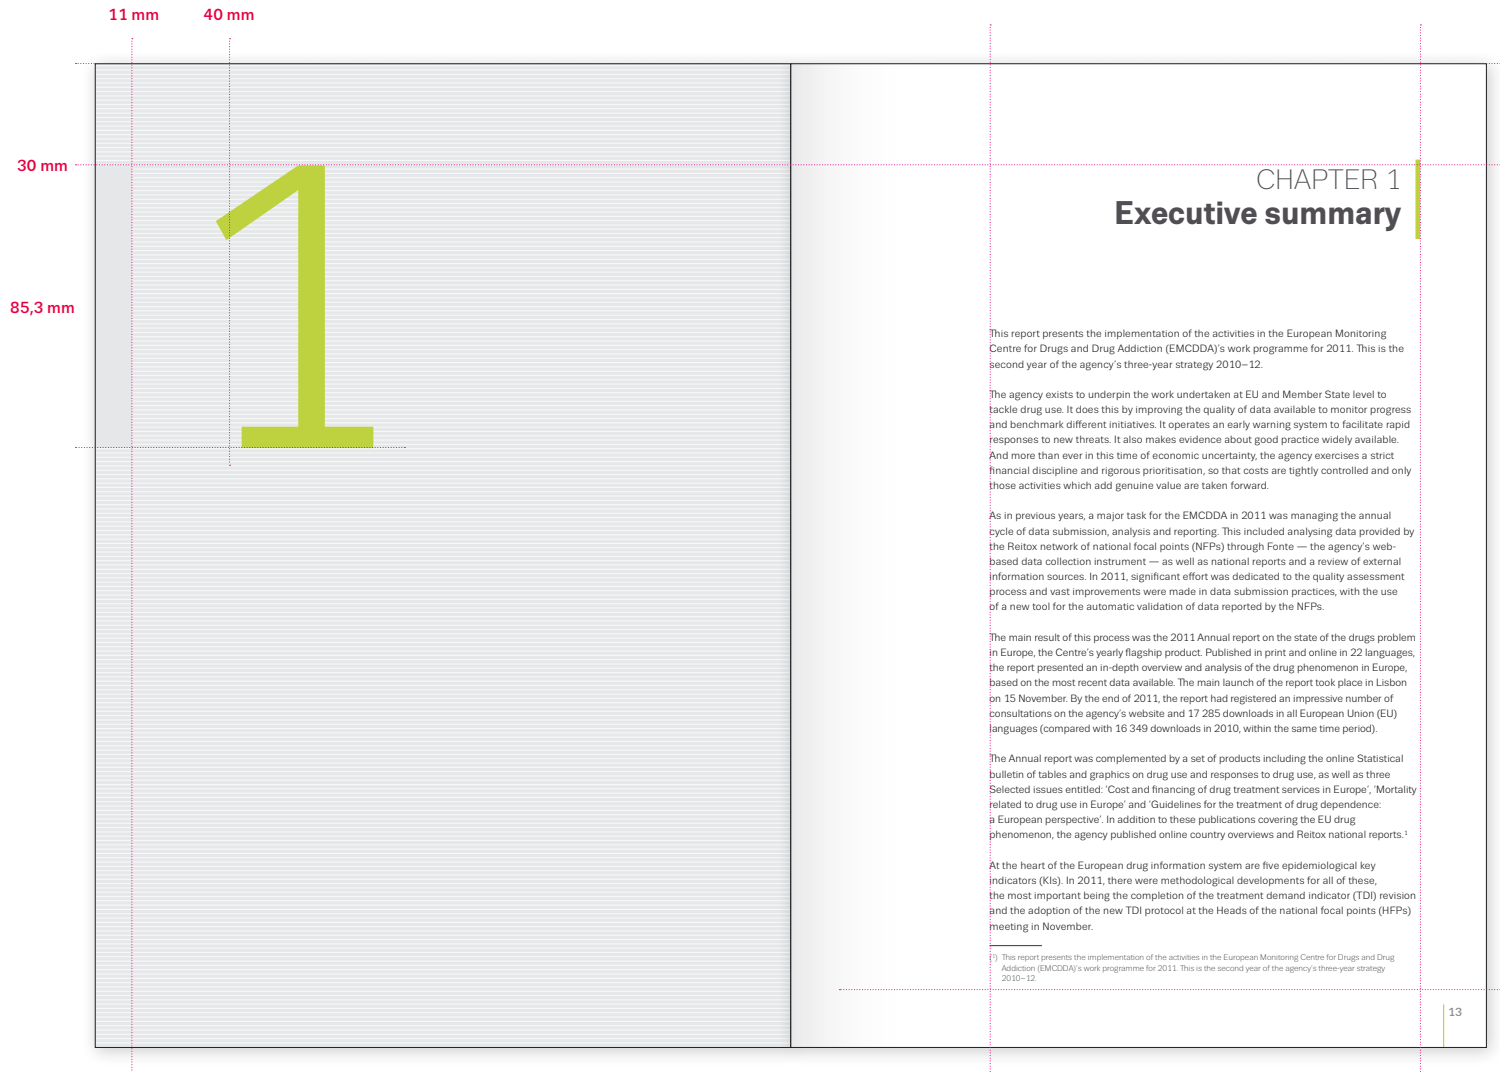 11 mm
40 mm
30 mm
85,3 mm
1
CHAPTER 1
Executive summary
This report presents the implementation of the activities in the European Monitoring
Centre for Drugs and Drug Addiction (EMCDDA)’s work programme for 2011. This is the
second year of the agency’s three-year strategy 2010–12.
The agency exists to underpin the work undertaken at EU and Member State level to
tackle drug use. It does this by improving the quality of data available to monitor progress
and benchmark different initiatives. It operates an early warning system to facilitate rapid
responses to new threats. It also makes evidence about good practice widely available.
And more than ever in this time of economic uncertainty, the agency exercises a strict
financial discipline and rigorous prioritisation, so that costs are tightly controlled and only
those activities which add genuine value are taken forward.
As in previous years, a major task for the EMCDDA in 2011 was managing the annual
cycle of data submission, analysis and reporting. This included analysing data provided by
the Reitox network of national focal points (NFPs) through Fonte — the agency’s web-
based data collection instrument — as well as national reports and a review of external
information sources. In 2011, significant effort was dedicated to the quality assessment
process and vast improvements were made in data submission practices, with the use
of a new tool for the automatic validation of data reported by the NFPs.
The main result of this process was the 2011 Annual report on the state of the drugs problem
in Europe, the Centre’s yearly flagship product. Published in print and online in 22 languages,
the report presented an in-depth overview and analysis of the drug phenomenon in Europe,
based on the most recent data available. The main launch of the report took place in Lisbon
on 15 November. By the end of 2011, the report had registered an impressive number of
consultations on the agency’s website and 17 285 downloads in all European Union (EU)
languages (compared with 16 349 downloads in 2010, within the same time period).
The Annual report was complemented by a set of products including the online Statistical
bulletin of tables and graphics on drug use and responses to drug use, as well as three
Selected issues entitled: ‘Cost and financing of drug treatment services in Europe’, ‘Mortality
related to drug use in Europe’ and ‘Guidelines for the treatment of drug dependence:
a European perspective’. In addition to these publications covering the EU drug
phenomenon, the agency published online country overviews and Reitox national reports.¹
At the heart of the European drug information system are five epidemiological key
indicators (KIs). In 2011, there were methodological developments for all of these,
the most important being the completion of the treatment demand indicator (TDI) revision
and the adoption of the new TDI protocol at the Heads of the national focal points (HFPs)
meeting in November.
(¹) This report presents the implementation of the activities in the European Monitoring Centre for Drugs and Drug
Addiction (EMCDDA)’s work programme for 2011. This is the second year of the agency’s three-year strategy
2010–12.
13